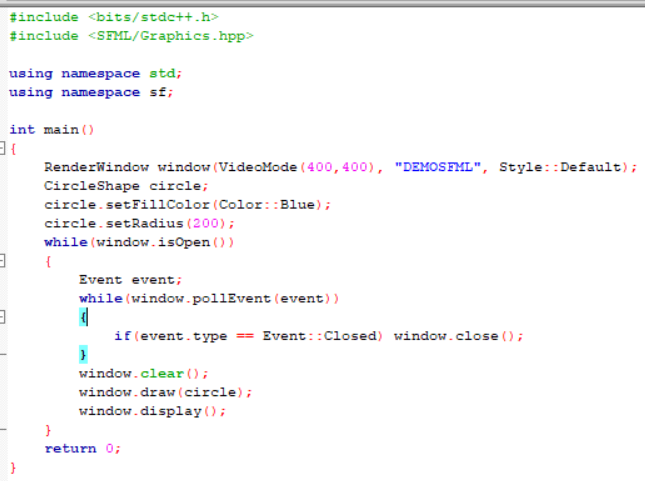 #include <bits/stdc++.h>
#include <SFML/Graphics.hpp>
using namespace std;
using namespace sf;
int main()
{
RenderWindow window(VideoMode(400,400), "DEMOSFML", Style::Default);
CircleShape circle;
circle.setFillColor(Color::Blue);
circle.setRadius(200);
while(window.isOpen())
{
Event event;
while(window.pollEvent(event))
{
if(event.type == Event::Closed) window.close();
}
window.clear();
window.draw(circle);
window.display();
}
return 0;
}